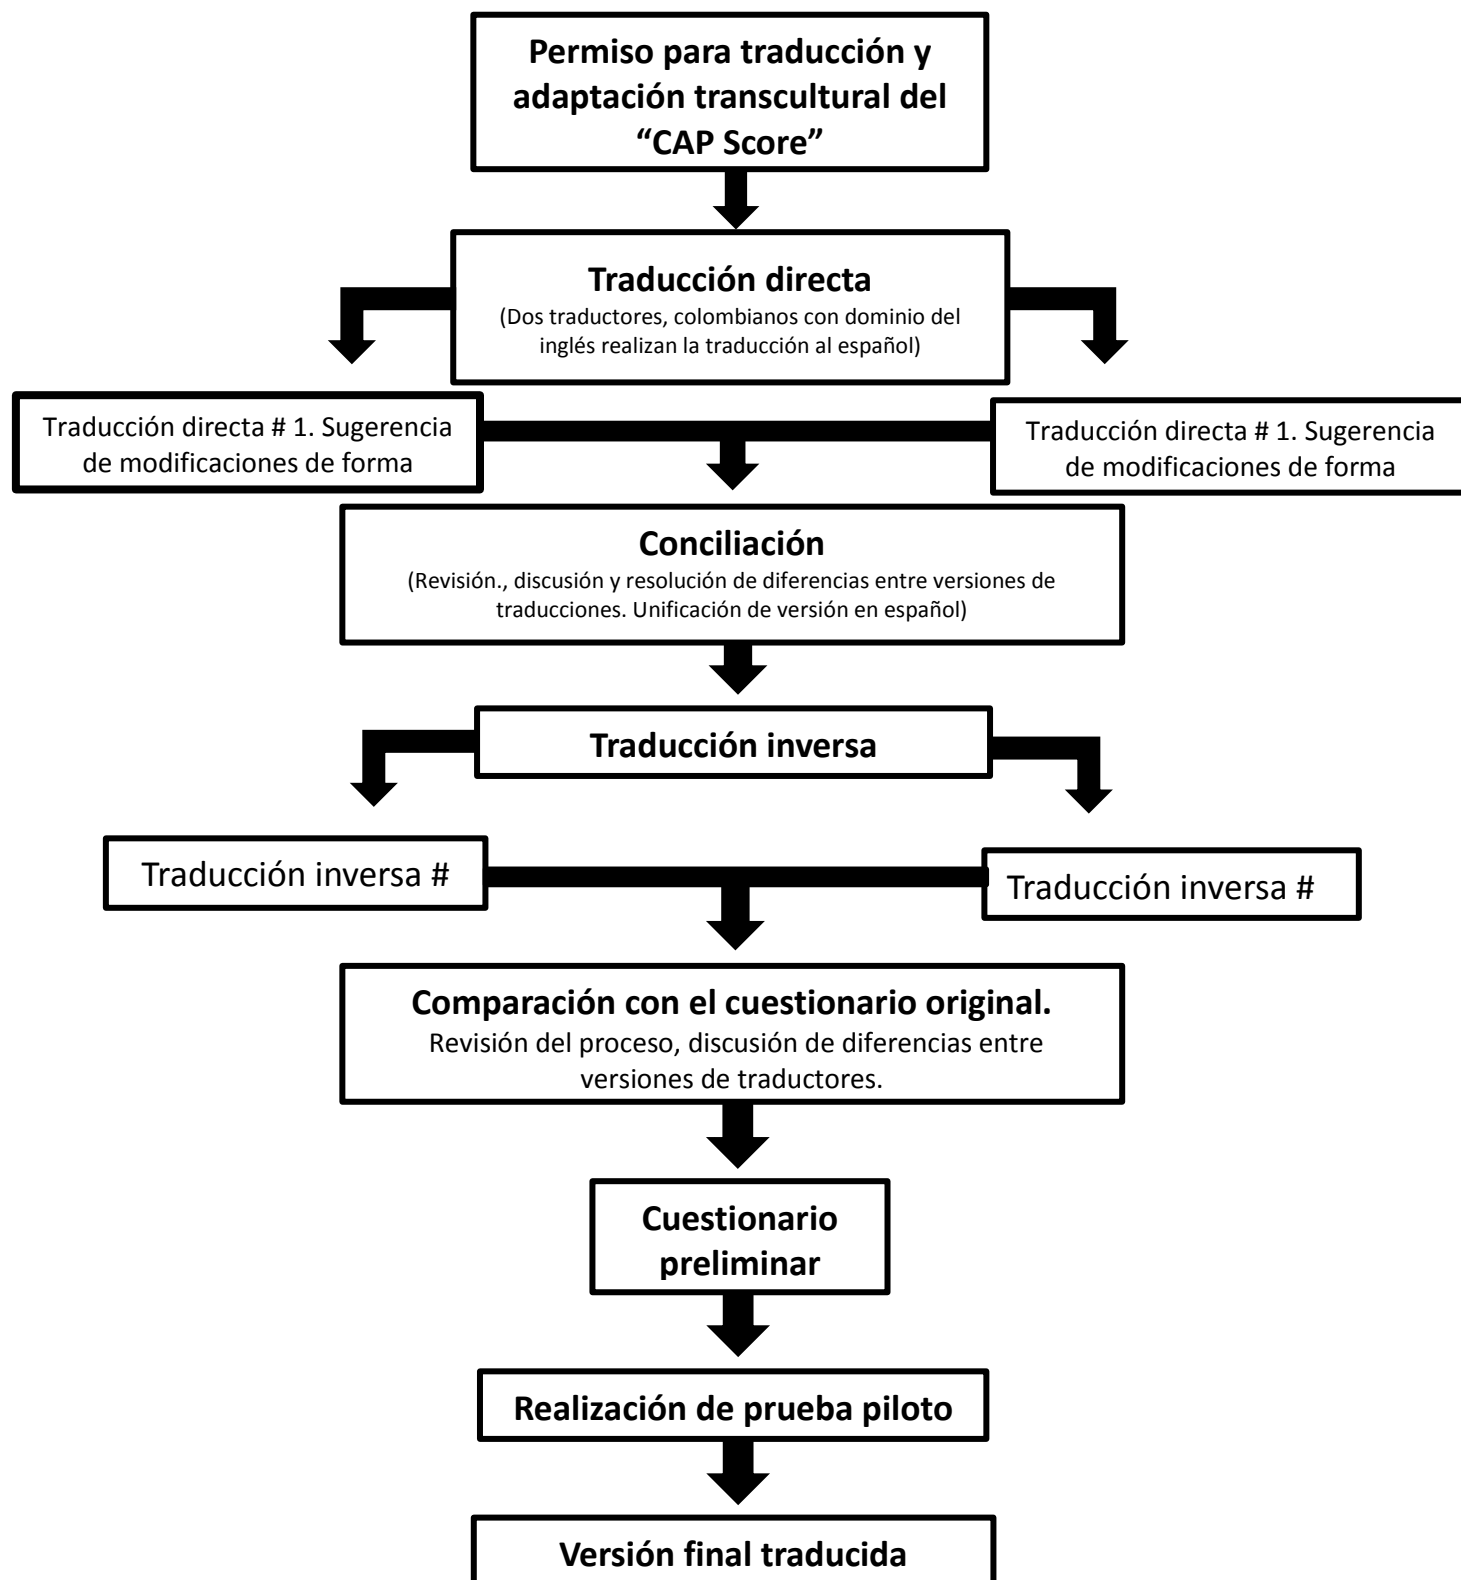 Permiso para traducción y
adaptación transcultural del
“CAP Score”
Traducción directa
(Dos traductores, colombianos con dominio del
inglés realizan la traducción al español)
Traducción directa # 1. Sugerencia
de modificaciones de forma
Traducción directa # 1. Sugerencia
de modificaciones de forma
Conciliación
(Revisión., discusión y resolución de diferencias entre versiones de
traducciones. Unificación de versión en español)
Traducción inversa
Traducción inversa #
Traducción inversa #
Comparación con el cuestionario original.
Revisión del proceso, discusión de diferencias entre
versiones de traductores.
Cuestionario
preliminar
Realización de prueba piloto
Versión final traducida